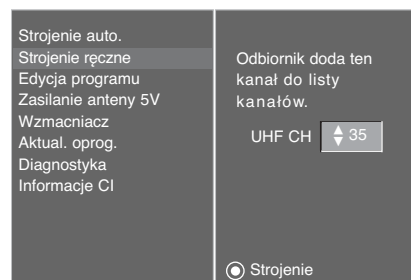 Strojenie auto.
Strojenie ręczne
Edycja programu
Zasilanie anteny 5V
Wzmacniacz
Aktual. oprog.
Diagnostyka
Informacje CI
Odbiornik doda ten
kanał do listy
kanałów.
UHF CH 35
Strojenie